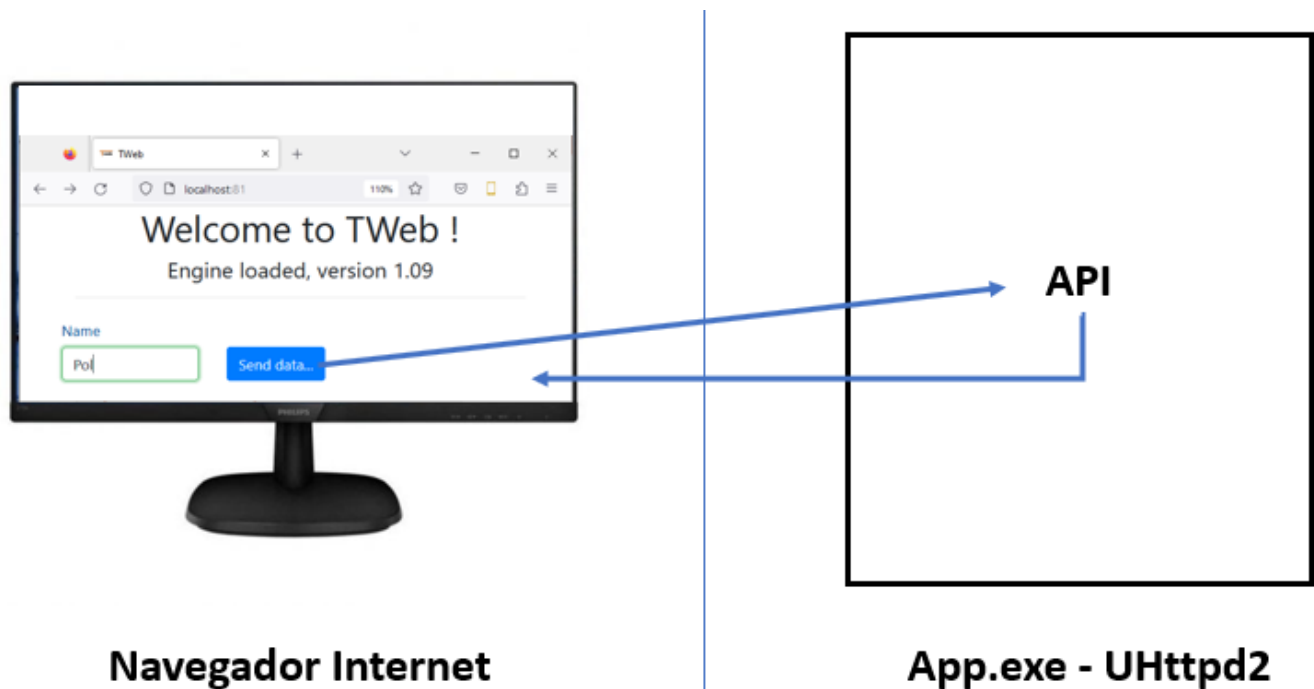 TWeb
localhost:81
110%
Welcome to TWeb !
Engine loaded, version 1.09
Name
Pol
Send data...
PHILIPS
API
Navegador Internet
App.exe - UHttpd2